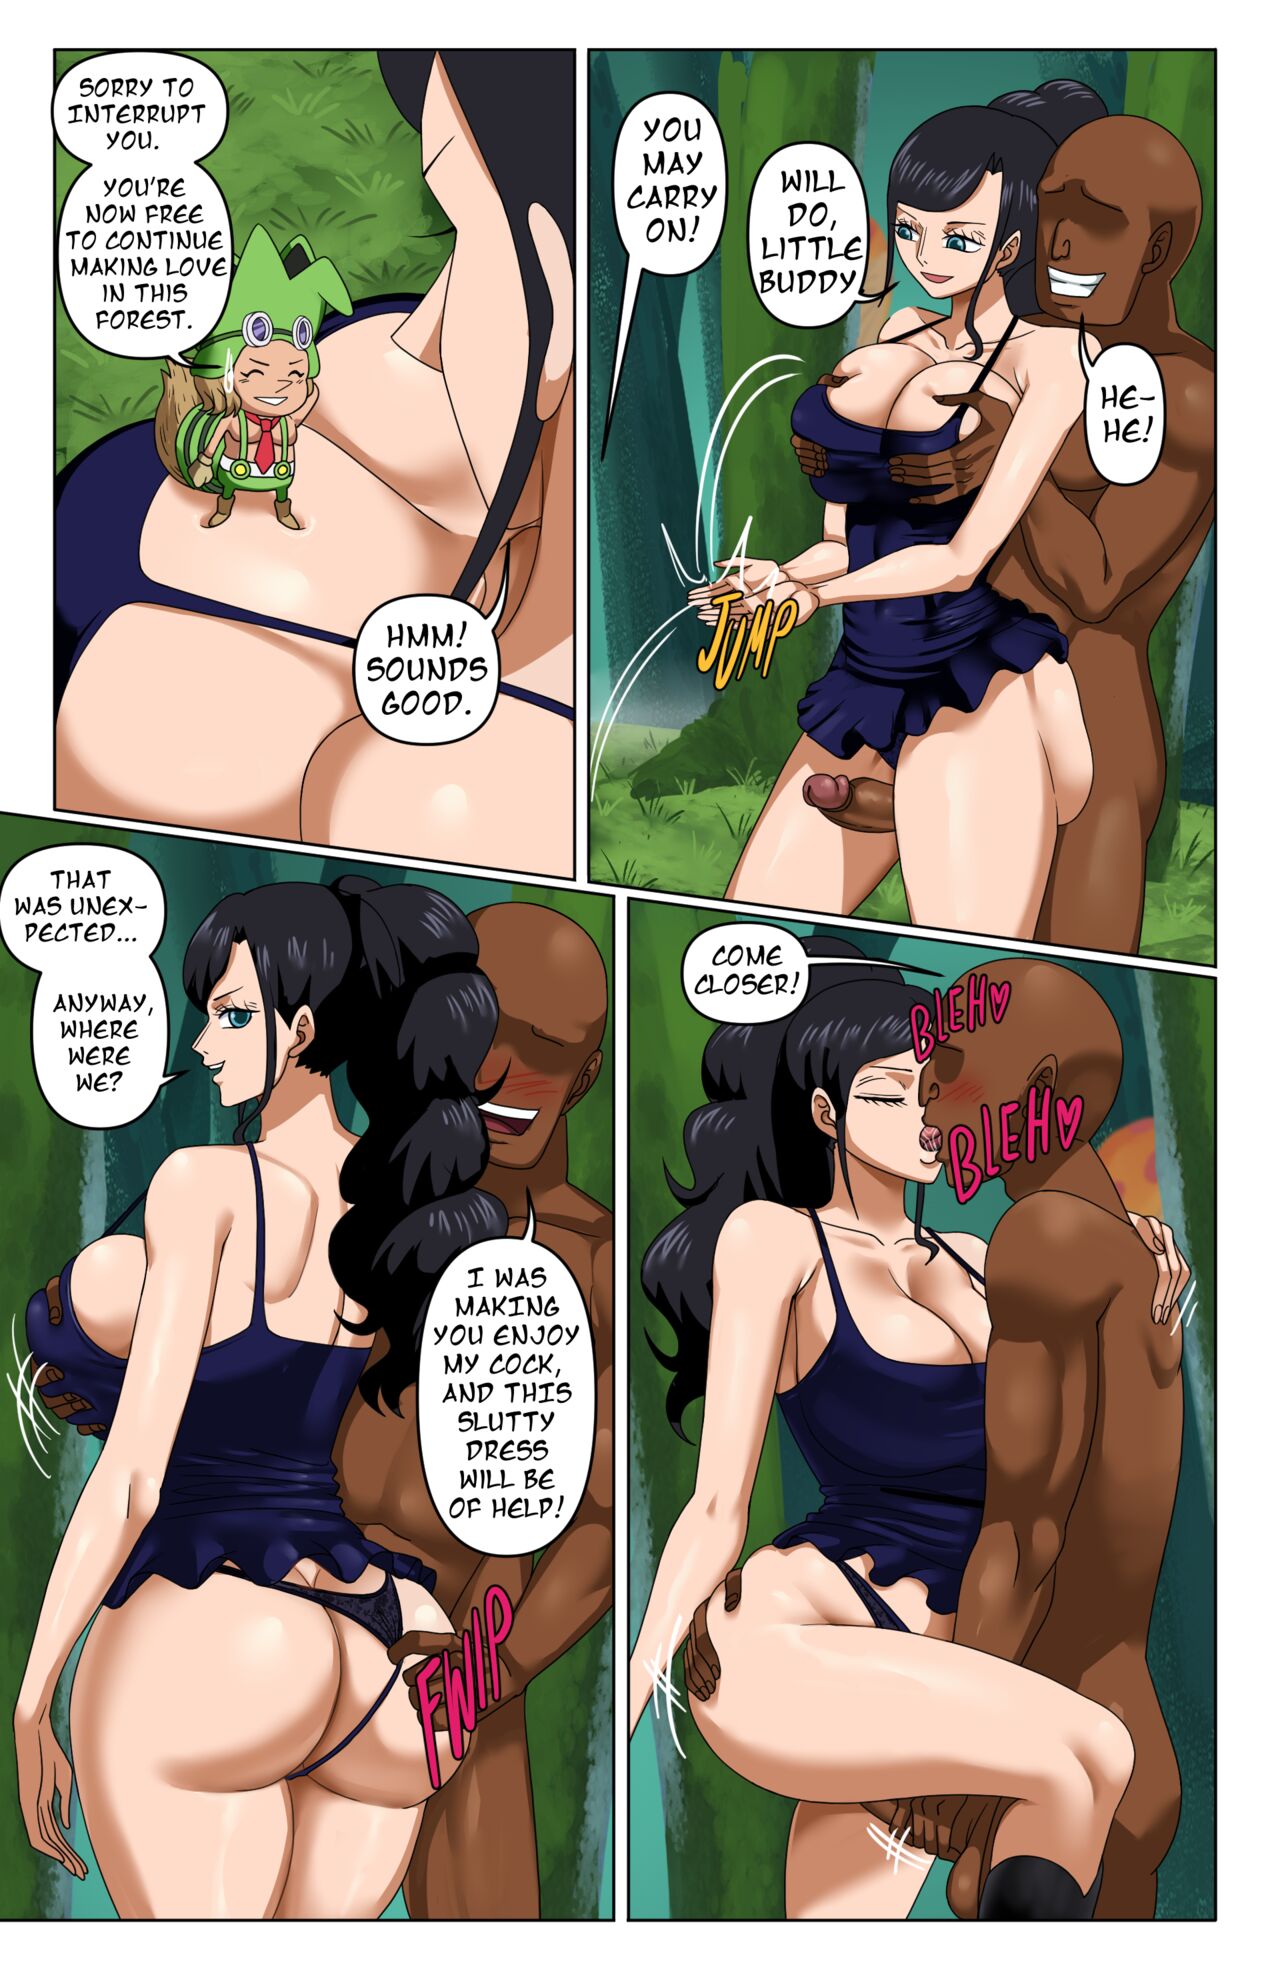 SORRY TO
INTERRUPT
YOU.
YOU'RE
NOW FREE
TO CONTINUE
MAKING LOVE
IN THIS
FOREST.
HMM!
SOUNDS
GOOD.
YOU
MAY
CARRY
ON!
WILL
DO,
LITTLE
BUDDY
HE-
HE!
JUMP
THAT
WAS UNEX-
PECTED...
ANYWAY,
WHERE
WERE
WE?
I WAS
MAKING
YOU ENJOY
MY COCK,
AND THIS
SLUTTY
DRESS
WILL BE
OF HELP!
FWIP
COME
CLOSER!
BLEH♥
BLEH♥